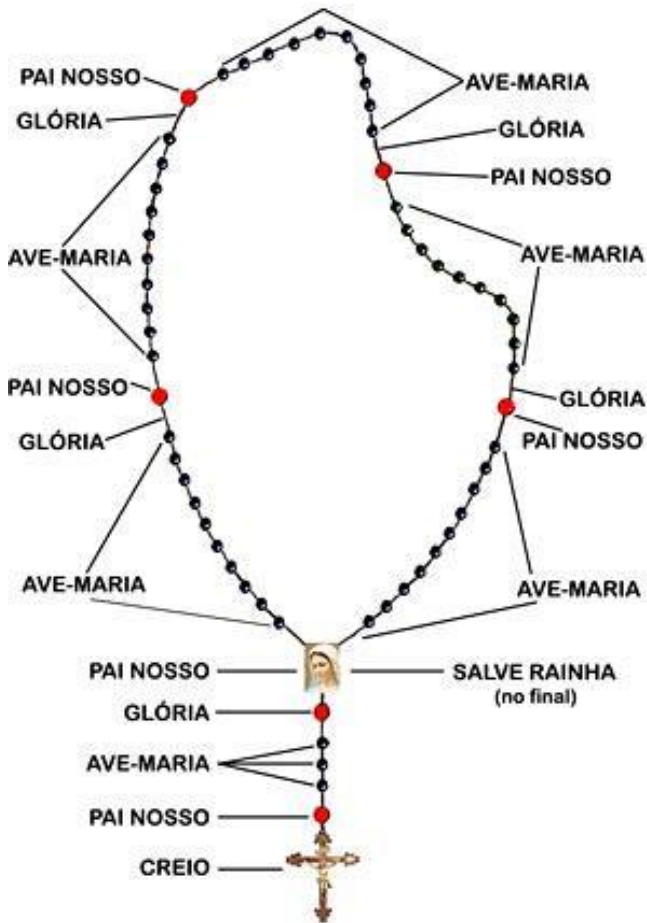 PAI NOSSO
AVE-MARIA
GLÓRIA
GLÓRIA
PAI NOSSO
AVE-MARIA
AVE-MARIA
PAI NOSSO
GLÓRIA
GLÓRIA
PAI NOSSO
AVE-MARIA
AVE-MARIA
PAI NOSSO
SALVE RAINHA
(no final)
GLÓRIA
AVE-MARIA
PAI NOSSO
CREIO